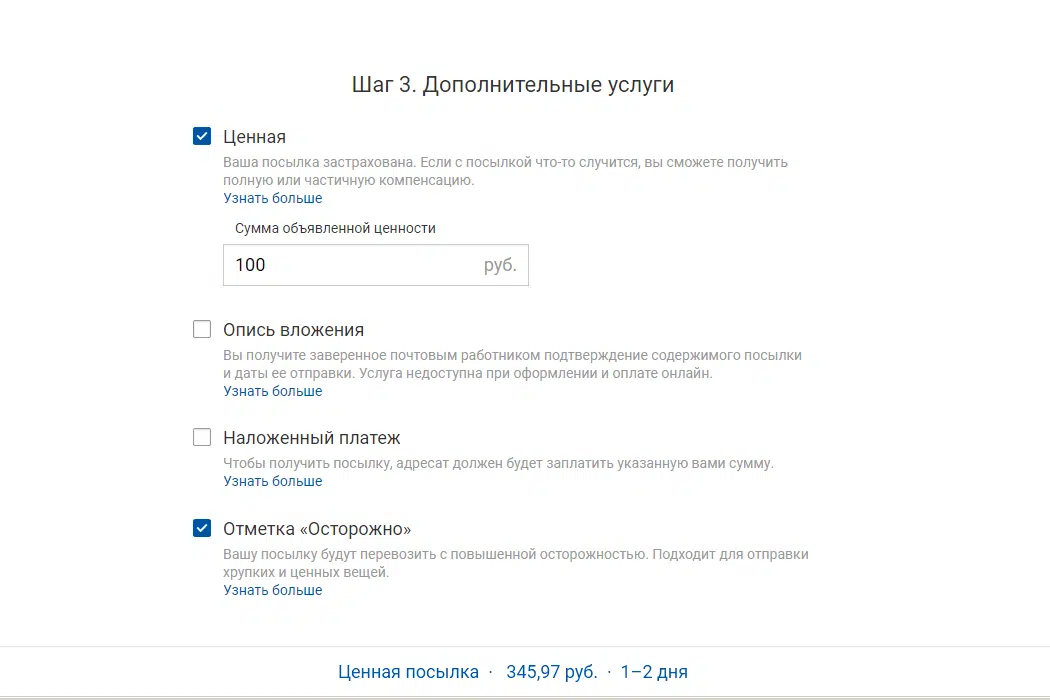 Шаг 3. Дополнительные услуги
Ценная
Ваша посылка застрахована. Если с посылкой что-то случится, вы сможете получить
полную или частичную компенсацию.
Узнать больше
Сумма объявленной ценности
100 руб.
Опись вложения
Вы получите заверенное почтовым работником подтверждение содержимого посылки
и даты ее отправки. Услуга недоступна при оформлении и оплате онлайн.
Узнать больше
Наложенный платеж
Чтобы получить посылку, адресат должен будет заплатить указанную вами сумму.
Узнать больше
Отметка «Осторожно»
Вашу посылку будут перевозить с повышенной осторожностью. Подходит для отправки
хрупких и ценных вещей.
Узнать больше
Ценная посылка · 345,97 руб. · 1–2 дня